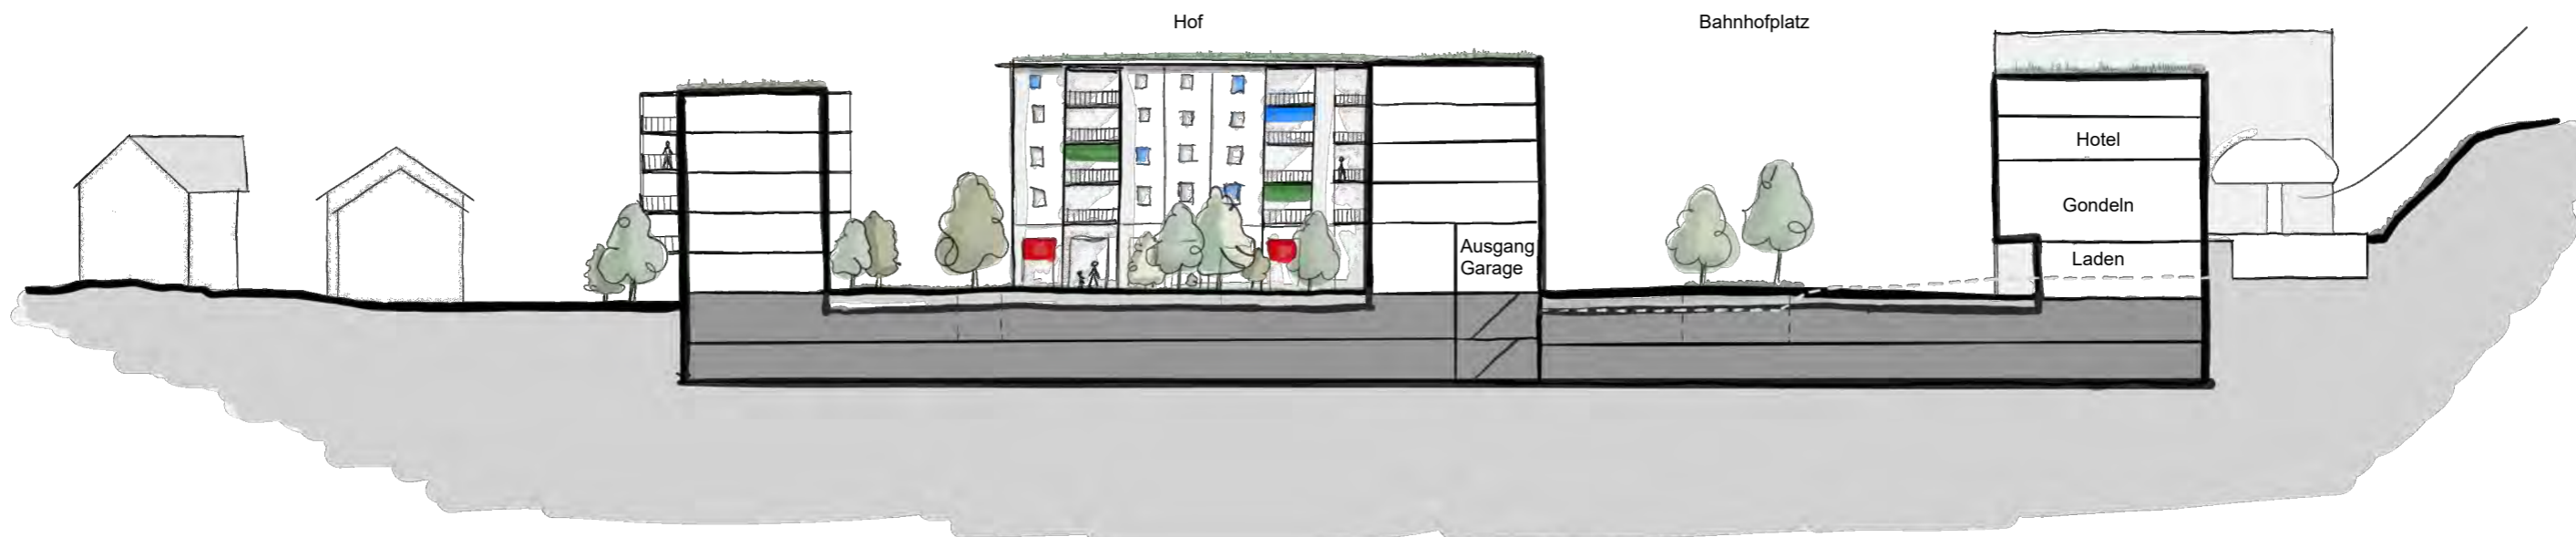 Hof
Bahnhofplatz
Hotel
Gondeln
Ausgang
Garage
Laden